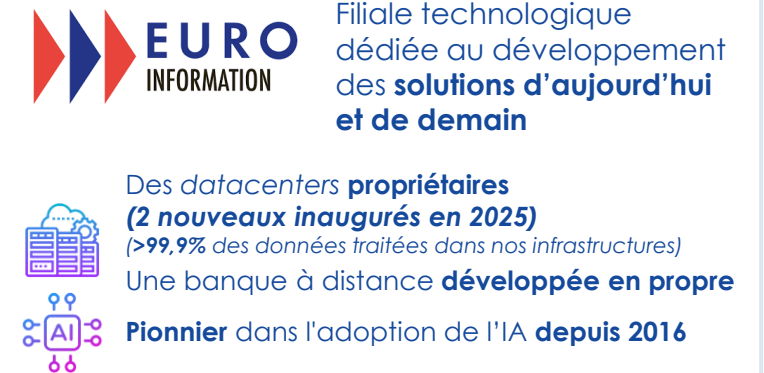 EURO
INFORMATION
Filiale technologique
dédiée au développement
des solutions d’aujourd’hui
et de demain
Des datacenters propriétaires
(2 nouveaux inaugurés en 2025)
(>99,9% des données traitées dans nos infrastructures)
Une banque à distance développée en propre
AI
Pionnier dans l'adoption de l’IA depuis 2016